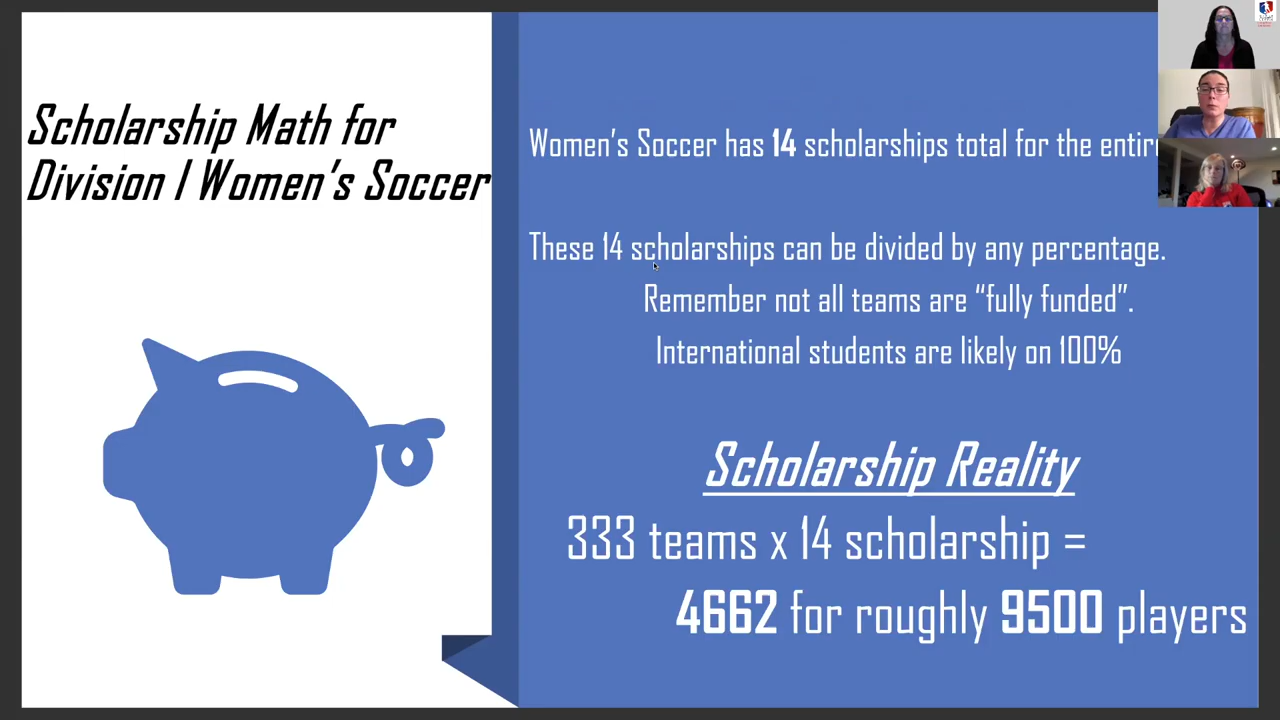 Scholarship Math for
Division I Women's Soccer
Women's Soccer has 14 scholarships total for the entire
These 14 scholarships can be divided by any percentage.
Remember not all teams are “fully funded”.
International students are likely on 100%
Scholarship Reality
333 teams x 14 scholarship =
4662 for roughly 9500 players